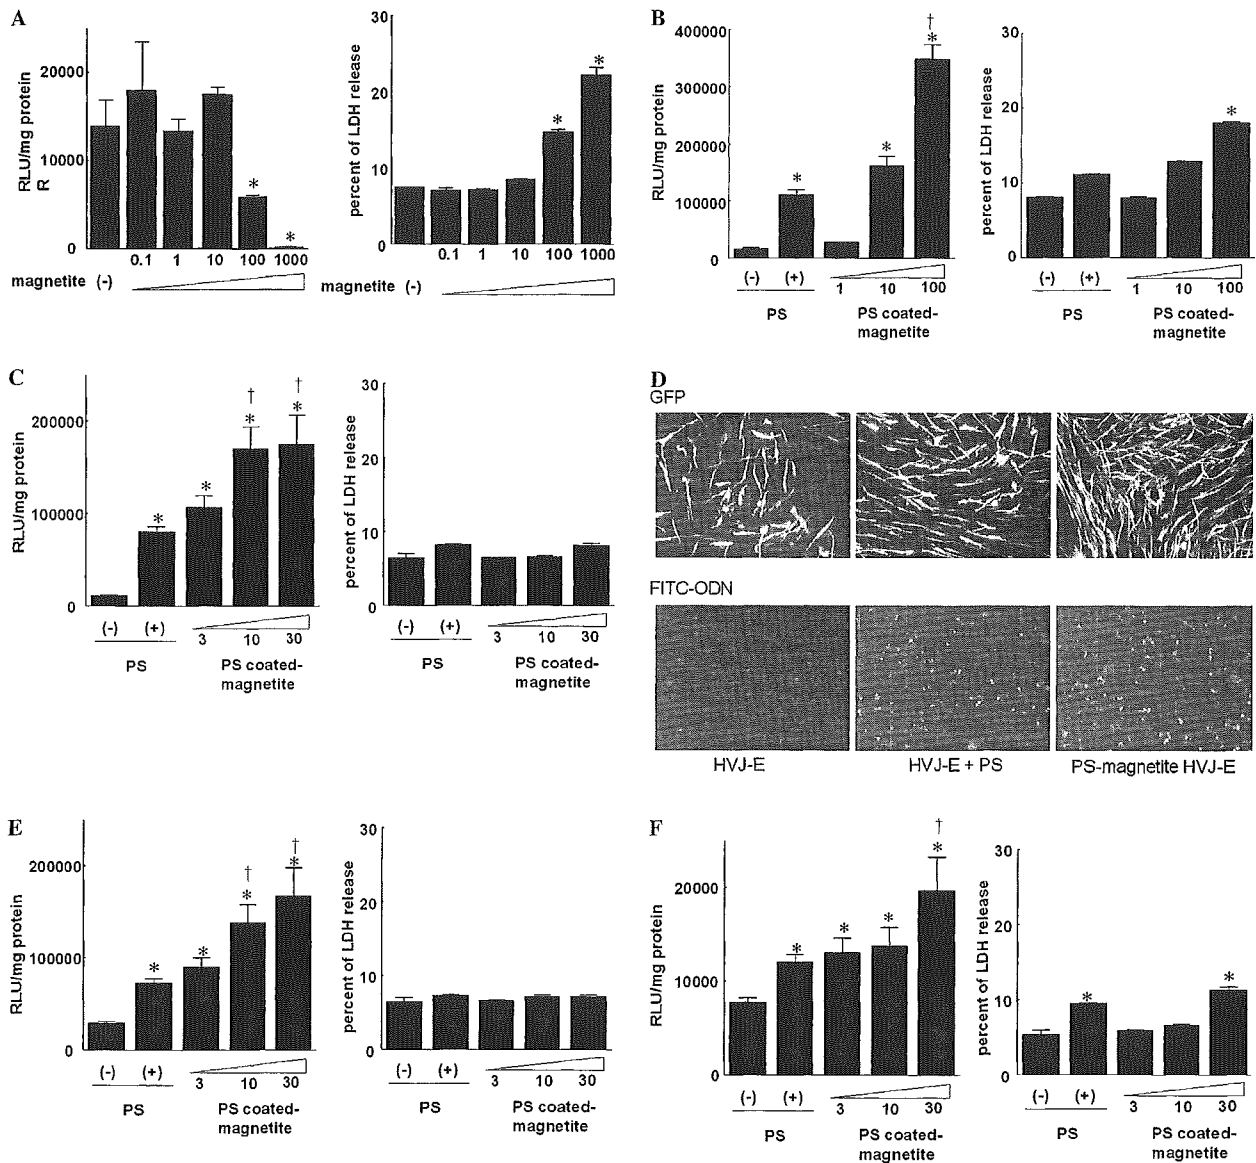 A
RLU/mg protein
R
20000
10000
0
* *
0.1 1 10 100 1000
magnetite (-)
percent of LDH release
30
20
10
0
* *
0.1 1 10 100 1000
magnetite (-)
B
RLU/mg protein
400000
300000
200000
100000
0
* * † *
(-) (+) 1 10 100
PS PS coated-
magnetite
percent of LDH release
30
20
10
0
*
(-) (+) 1 10 100
PS PS coated-
magnetite
C
RLU/mg protein
200000
100000
0
* * † * † *
(-) (+) 3 10 30
PS PS coated-
magnetite
percent of LDH release
30
20
10
0
(-) (+) 3 10 30
PS PS coated-
magnetite
D
GFP
FITC-ODN
HVJ-E HVJ-E + PS PS-magnetite HVJ-E
E
RLU/mg protein
200000
100000
0
* * † * † *
(-) (+) 3 10 30
PS PS coated-
magnetite
percent of LDH release
30
20
10
0
(-) (+) 3 10 30
PS PS coated-
magnetite
F
RLU/mg protein
20000
10000
0
* * * † *
(-) (+) 3 10 30
PS PS coated-
magnetite
percent of LDH release
30
20
10
0
* *
(-) (+) 3 10 30
PS PS coated-
magnetite